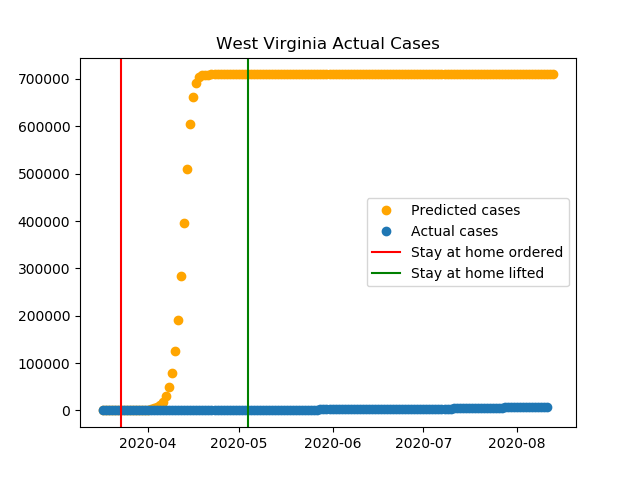 West Virginia Actual Cases
700000
600000
500000
400000
300000
200000
100000
0
Predicted cases
Actual cases
Stay at home ordered
Stay at home lifted
2020-04 2020-05 2020-06 2020-07 2020-08